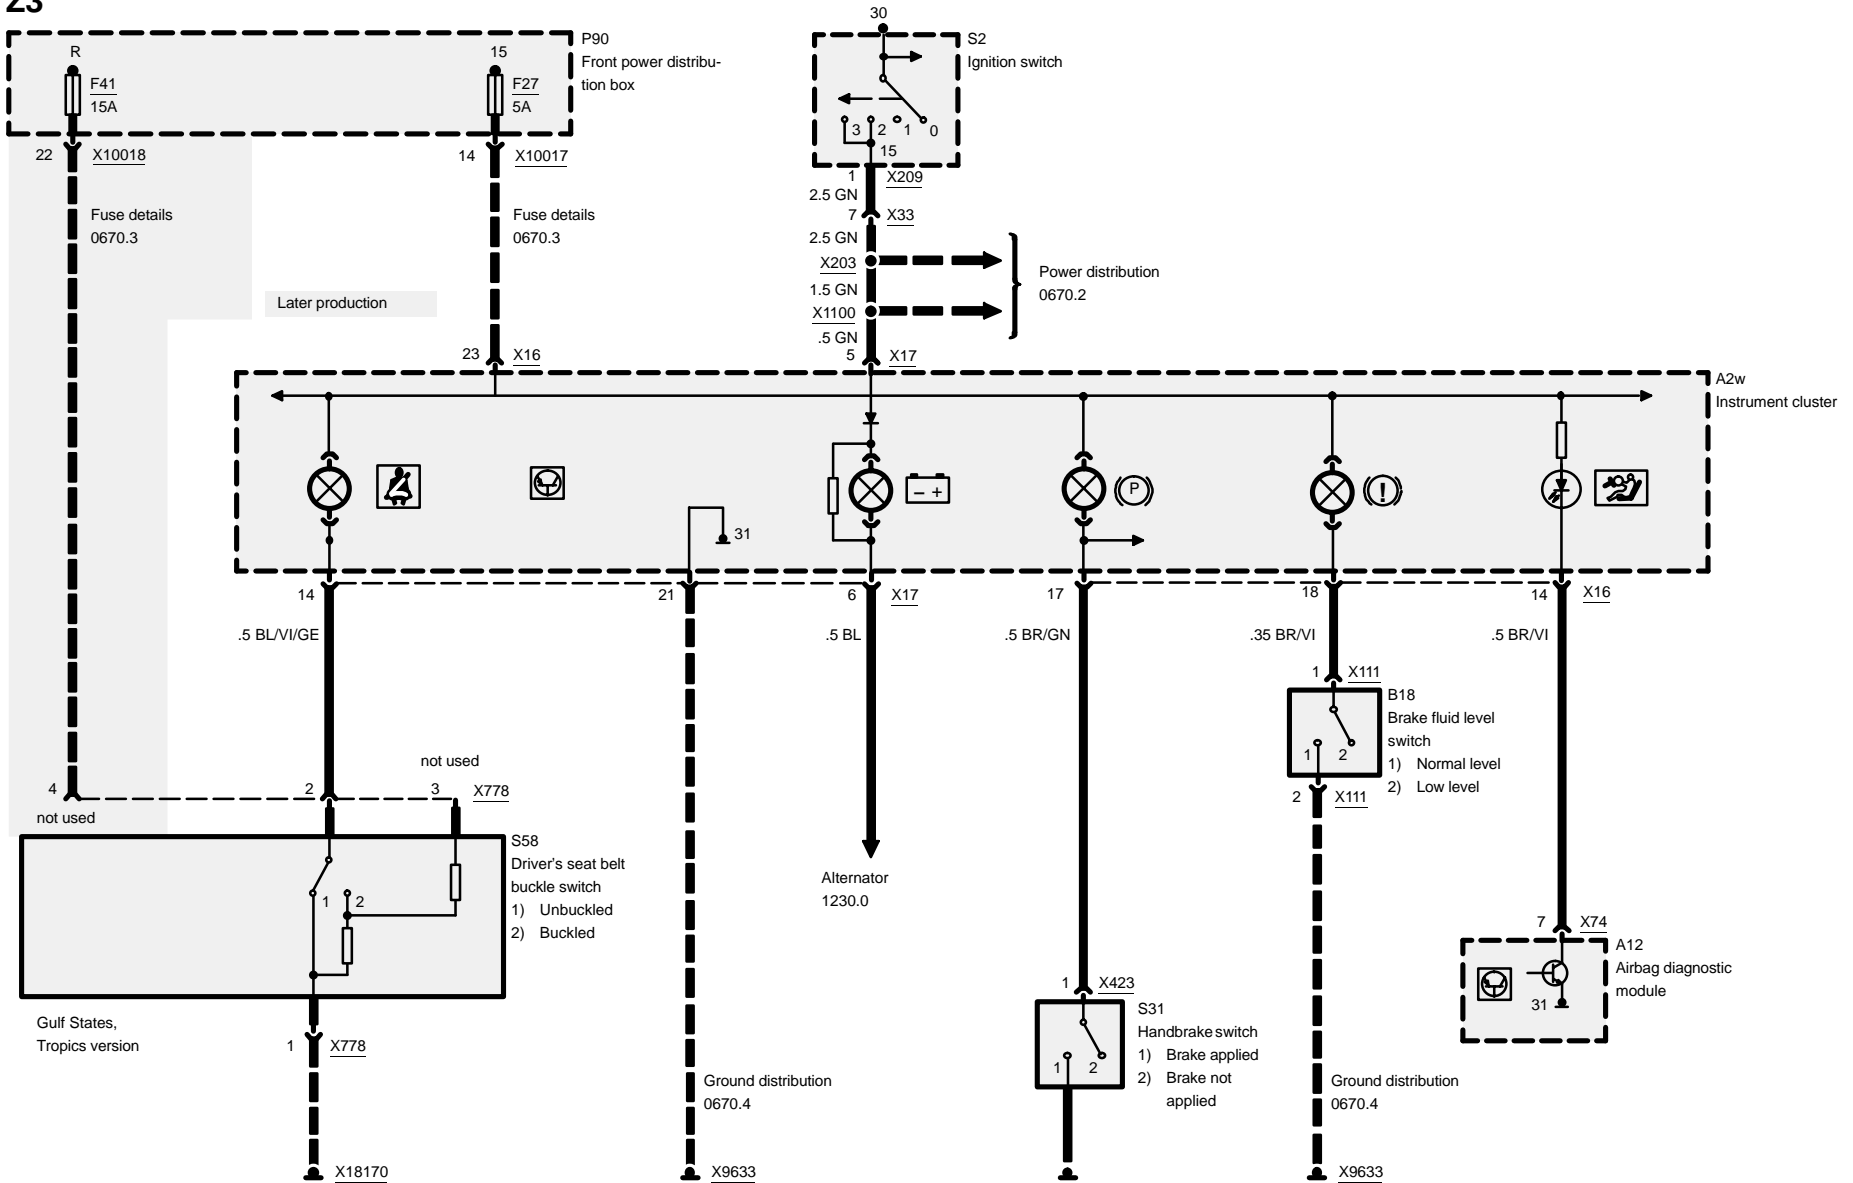 Z3
30
P90
Front power distribu-
tion box
R
F41
15A
15
F27
5A
S2
Ignition switch
3
2
1
0
15
22
X10018
14
X10017
1
X209
2.5 GN
7
X33
2.5 GN
X203
1.5 GN
X1100
.5 GN
5
X17
Fuse details
0670.3
Fuse details
0670.3
Power distribution
0670.2
Later production
23
X16
A2w
Instrument cluster
31
P
!
− +
14
21
6
X17
17
18
14
X16
.5 BL/VI/GE
.5 BL
.5 BR/GN
.35 BR/VI
.5 BR/VI
1
X111
B18
Brake fluid level
switch
1) Normal level
2) Low level
1
2
2
X111
not used
4
2
3
X778
not used
S58
Driver's seat belt
buckle switch
1) Unbuckled
2) Buckled
1
2
Alternator
1230.0
7
X74
A12
Airbag diagnostic
module
31
1
X423
S31
Handbrake switch
1) Brake applied
2) Brake not
applied
1
2
Gulf States,
Tropics version
1
X778
Ground distribution
0670.4
Ground distribution
0670.4
X18170
X9633
X9633